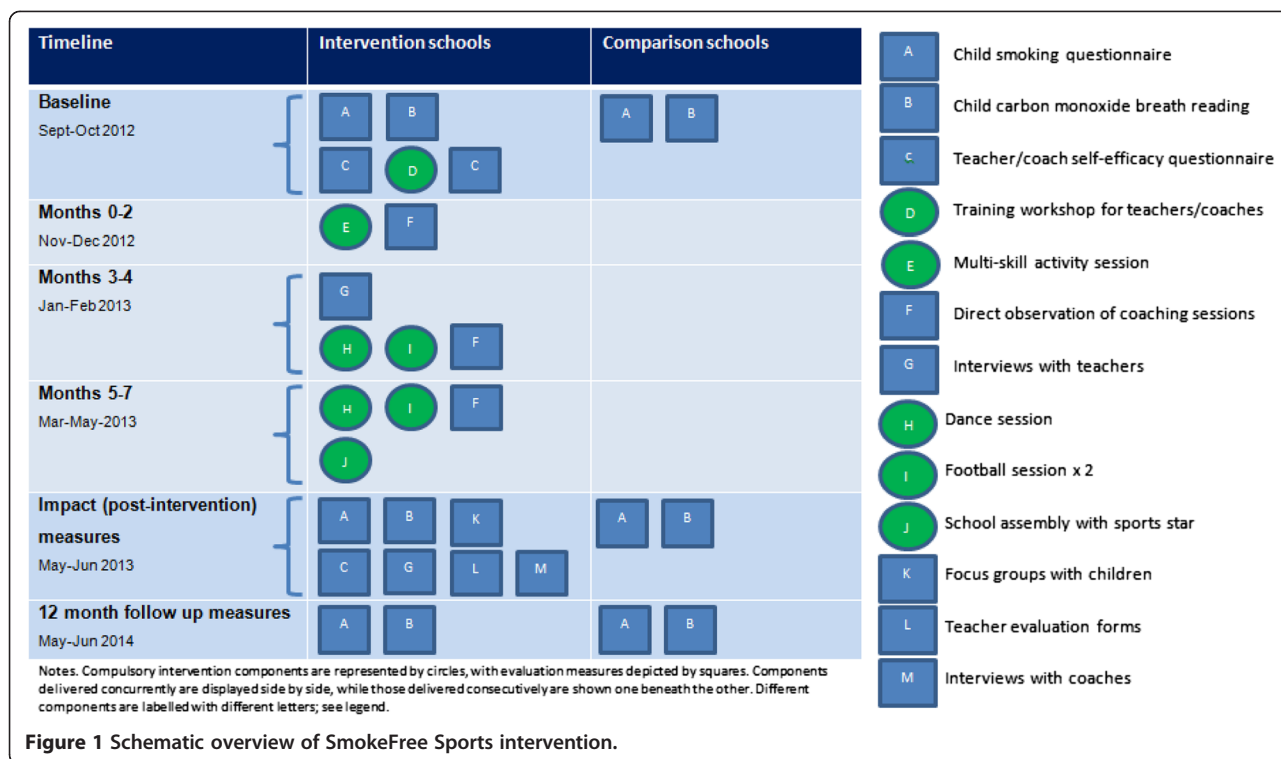 Timeline Intervention schools Comparison schools
Baseline
Sept-Oct 2012
A B A B
C D C
Months 0-2
Nov-Dec 2012
E F
Months 3-4
Jan-Feb 2013
G
H I F
Months 5-7
Mar-May-2013
H I F
J
Impact (post-intervention)
measures
May-Jun 2013
A B K A B
C G L M
12 month follow up measures
May-Jun 2014
A B A B
Notes. Compulsory intervention components are represented by circles, with evaluation measures depicted by squares. Components
delivered concurrently are displayed side by side, while those delivered consecutively are shown one beneath the other. Different
components are labelled with different letters; see legend.
A Child smoking questionnaire
B Child carbon monoxide breath reading
c Teacher/coach self-efficacy questionnaire
D Training workshop for teachers/coaches
E Multi-skill activity session
F Direct observation of coaching sessions
G Interviews with teachers
H Dance session
I Football session x 2
J School assembly with sports star
K Focus groups with children
L Teacher evaluation forms
M Interviews with coaches
Figure 1 Schematic overview of SmokeFree Sports intervention.